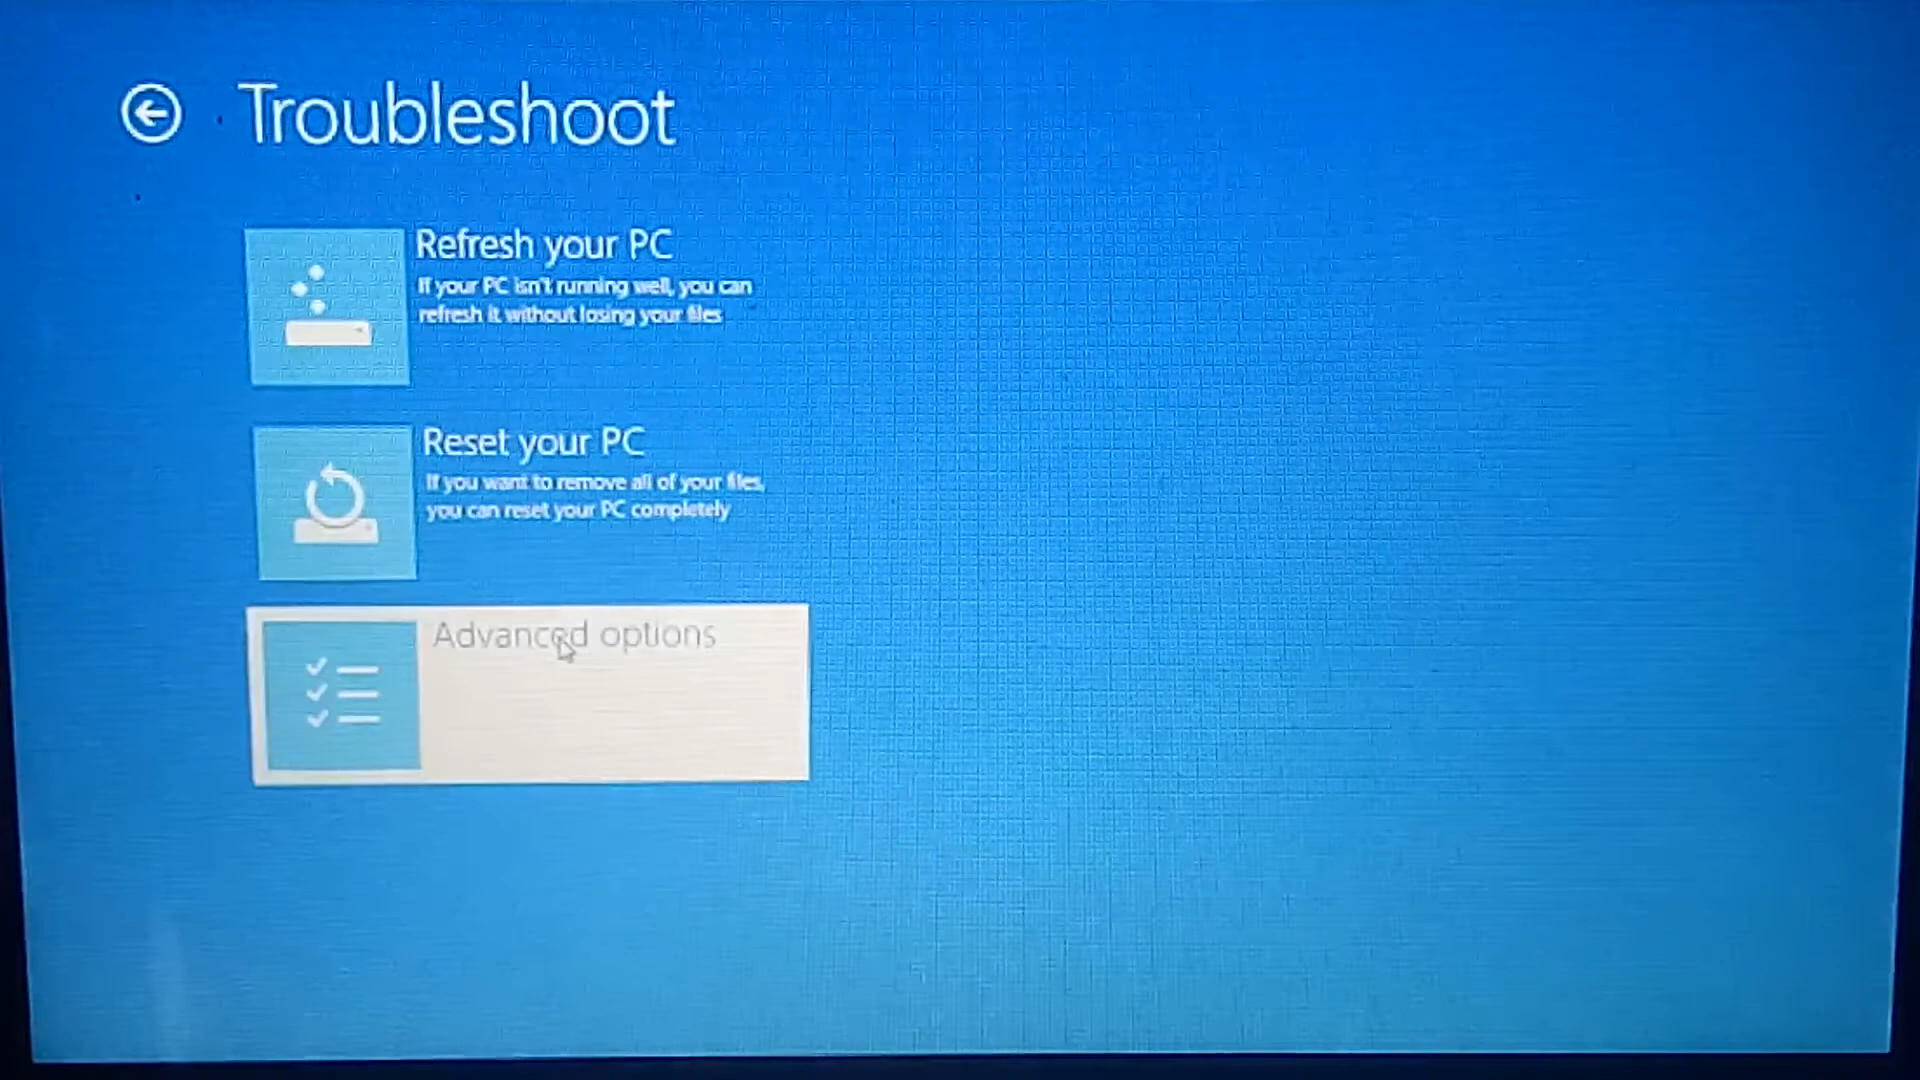 Troubleshoot
Refresh your PC
If your PC isn't running well, you can
refresh it without losing your files
Reset your PC
If you want to remove all of your files,
you can reset your PC completely
Advanced options